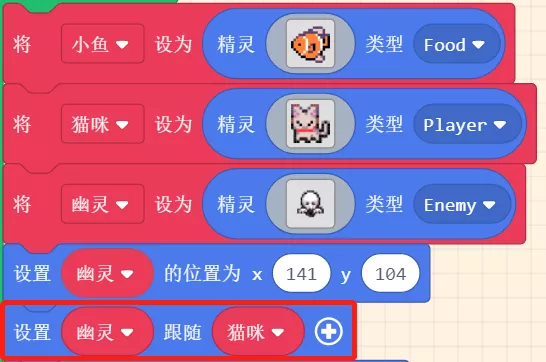 将 小鱼 设为 精灵 类型 Food
将 猫咪 设为 精灵 类型 Player
将 幽灵 设为 精灵 类型 Enemy
设置 幽灵 的位置为 x 141 y 104
设置 幽灵 跟随 猫咪